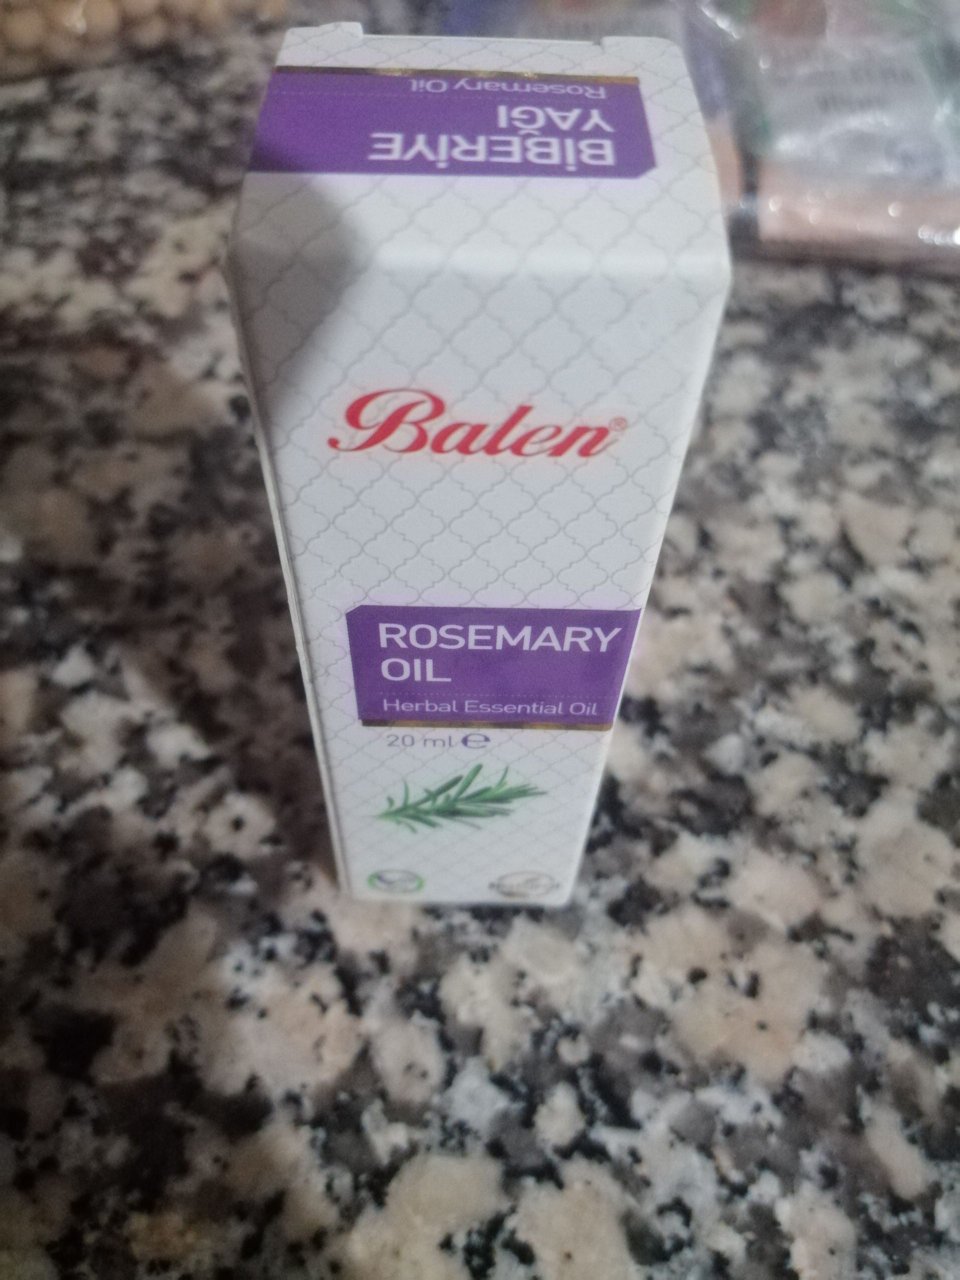 BİBERİYE
YAĞI
Rosemary Oil
Balen®
ROSEMARY
OIL
Herbal Essential Oil
20 ml ℮